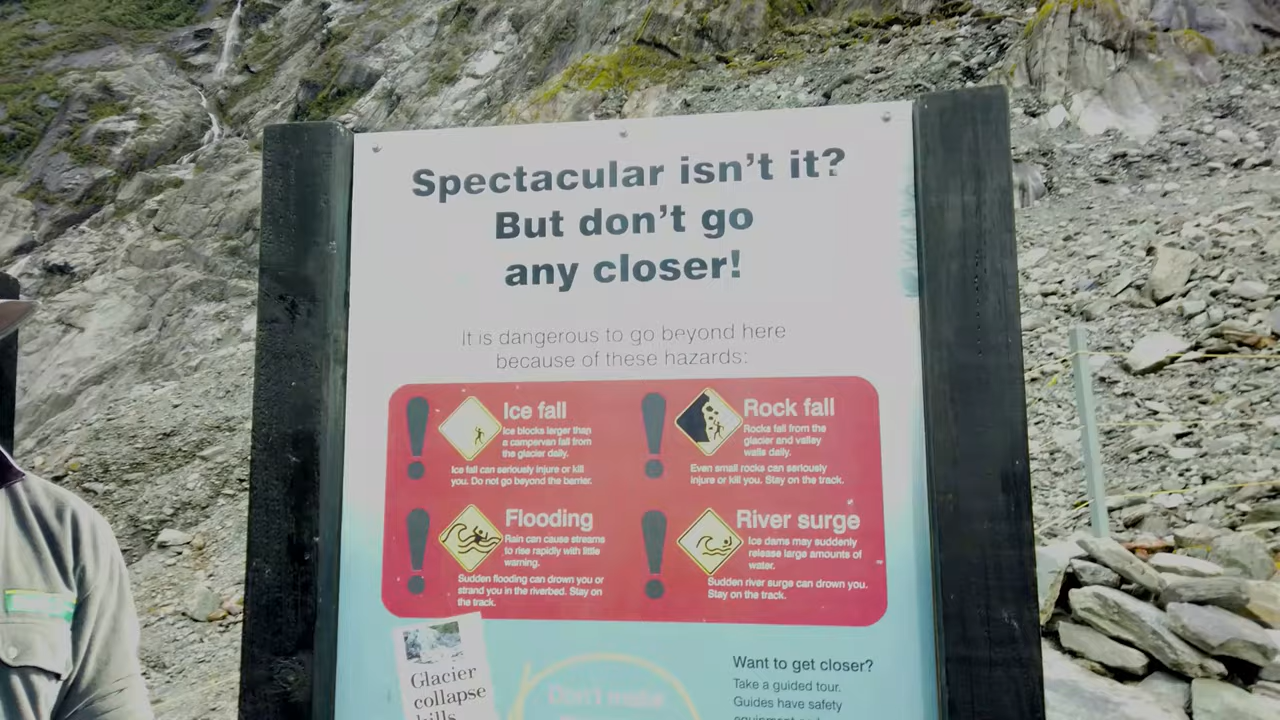 Spectacular isn't it?
But don't go
any closer!
It is dangerous to go beyond here
because of these hazards:
Ice fall
Ice blocks larger than
a campervan fall from
the glacier daily.
Ice fall can seriously injure or kill
you. Do not go beyond the barrier.
Rock fall
Rocks fall from the
glacier and valley
walls daily.
Even small rocks can seriously
injure or kill you. Stay on the track.
Flooding
Rain can cause streams
to rise rapidly with little
warning.
Sudden flooding can drown you or
strand you in the riverbed. Stay on
the track.
River surge
Ice dams may suddenly
release large amounts of
water.
Sudden river surge can drown you.
Stay on the track.
Glacier
collapse
kills
Don't
Want to get closer?
Take a guided tour.
Guides have safety
equipment and